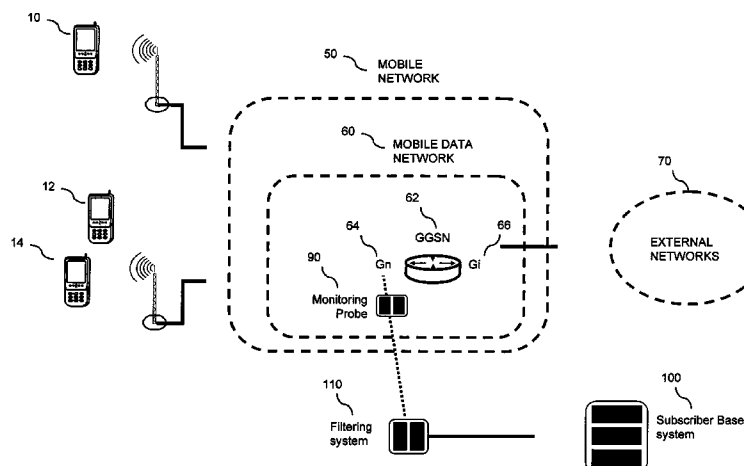 10
50
MOBILE
NETWORK
60
MOBILE DATA
NETWORK
12
14
62
GGSN
64
66
Gn
Gi
70
EXTERNAL
NETWORKS
90
Monitoring
Probe
110
Filtering
system
100
Subscriber Base
system